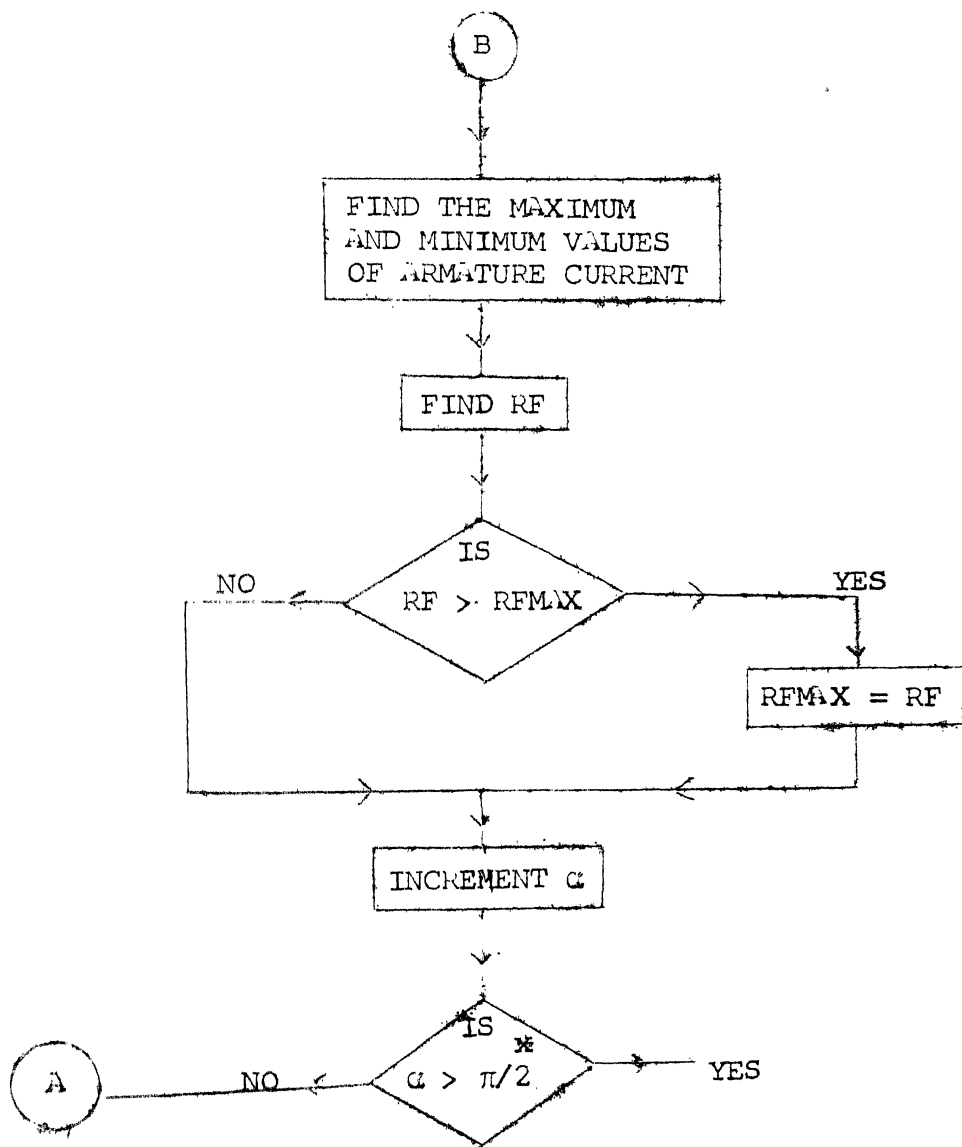 B
FIND THE MAXIMUM
AND MINIMUM VALUES
OF ARMATURE CURRENT
FIND RF
IS
RF > RFMAX
NO
YES
RFMAX = RF
INCREMENT α
IS
α > π/2 *
A
NO
YES